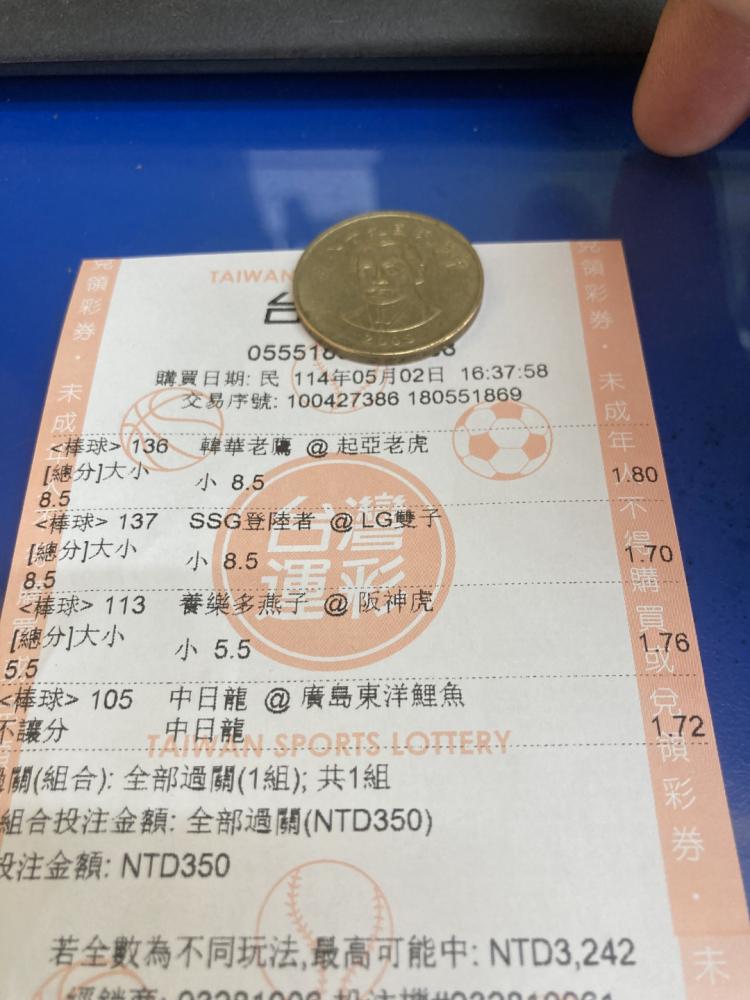 TAIWAN
台
購買日期: 民 114年05月02日 16:37:58
交易序號: 100427386 180551869
<棒球> 136 韓華老鷹 @ 起亞老虎
[總分]大小 小 8.5 1.80
8.5
<棒球> 137 SSG登陸者 @ LG雙子
[總分]大小 小 8.5 1.70
8.5
<棒球> 113 養樂多燕子 @ 阪神虎
[總分]大小 小 5.5 1.76
5.5
<棒球> 105 中日龍 @ 廣島東洋鯉魚
不讓分 中日龍 1.72
過關(組合): 全部過關(1組); 共1組
組合投注金額: 全部過關(NTD350)
投注金額: NTD350
若全數為不同玩法,最高可能中: NTD3,242
台灣
運彩
TAIWAN SPORTS LOTTERY
兌領彩券・未成
兌領彩券・未成年人不得購買或兌領彩券・未